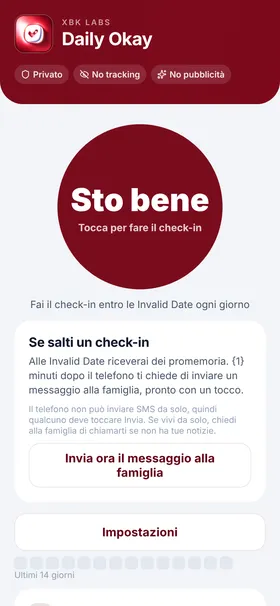 XBK LABS
Daily Okay
Privato
No tracking
No pubblicità
Sto bene
Tocca per fare il check-in
Fai il check-in entro le Invalid Date ogni giorno
Se salti un check-in
Alle Invalid Date riceverai dei promemoria. {1}
minuti dopo il telefono ti chiede di inviare un
messaggio alla famiglia, pronto con un tocco.
Il telefono non può inviare SMS da solo, quindi
qualcuno deve toccare Invia. Se vivi da solo, chiedi
alla famiglia di chiamarti se non ha tue notizie.
Invia ora il messaggio alla
famiglia
Impostazioni
Ultimi 14 giorni